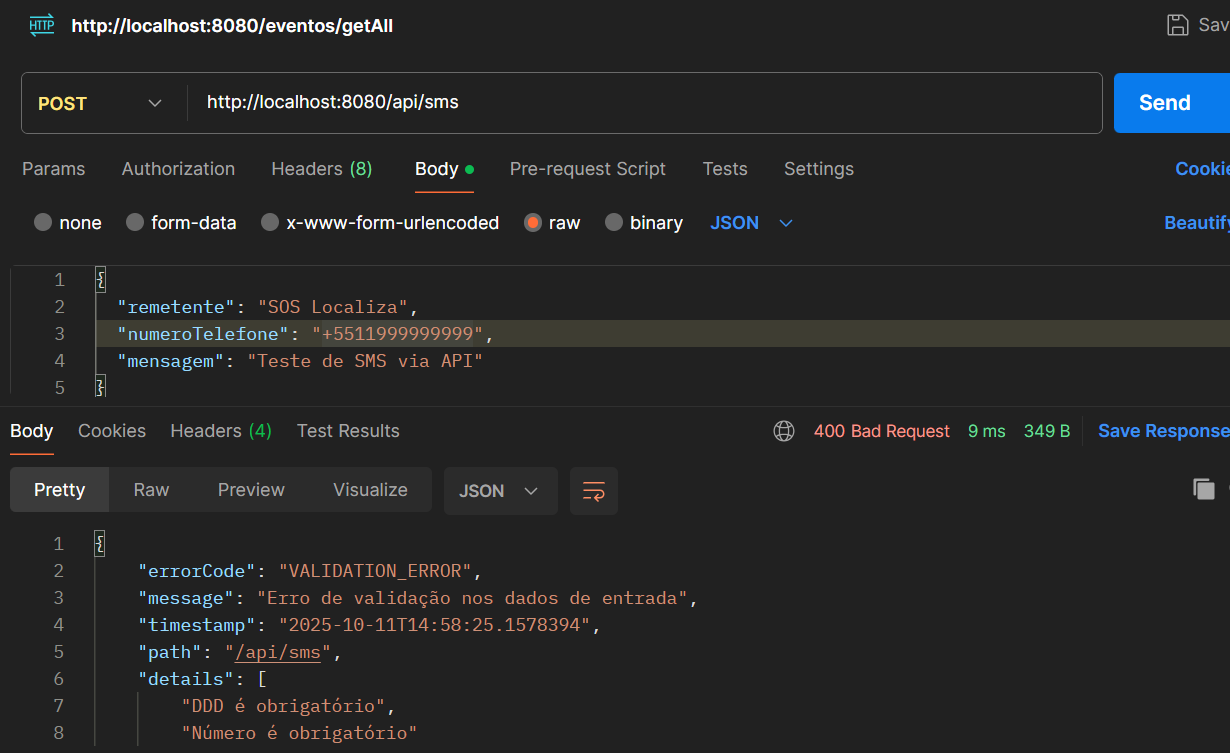 HTTP http://localhost:8080/eventos/getAll Sav
POST http://localhost:8080/api/sms Send
Params Authorization Headers (8) Body Pre-request Script Tests Settings Cookie
none form-data x-www-form-urlencoded raw binary JSON Beautify
1 {
2 "remetente": "SOS Localiza",
3 "numeroTelefone": "+5511999999999",
4 "mensagem": "Teste de SMS via API"
5 }
Body Cookies Headers (4) Test Results 400 Bad Request 9 ms 349 B Save Response
Pretty Raw Preview Visualize JSON
1 {
2 "errorCode": "VALIDATION_ERROR",
3 "message": "Erro de validação nos dados de entrada",
4 "timestamp": "2025-10-11T14:58:25.1578394",
5 "path": "/api/sms",
6 "details": [
7 "DDD é obrigatório",
8 "Número é obrigatório"